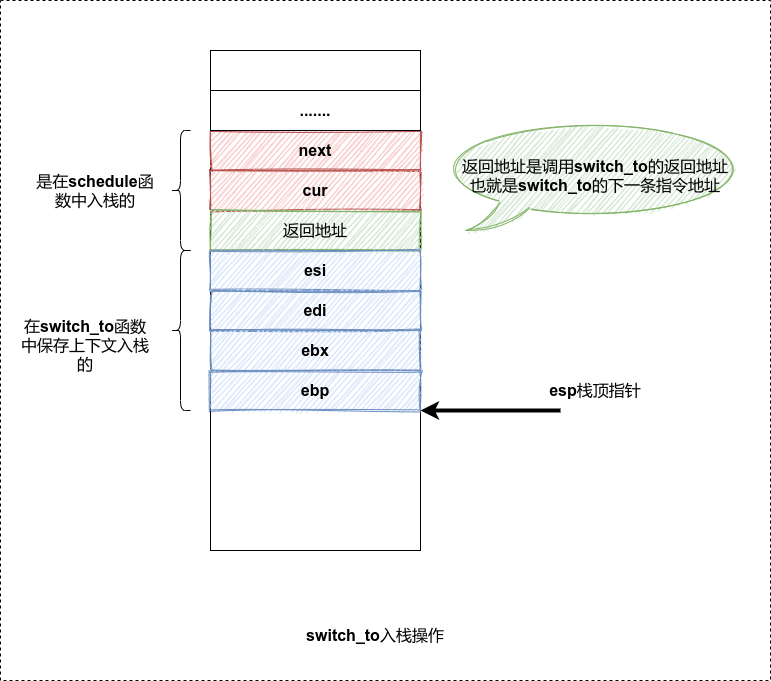 .......
next
cur
返回地址
esi
edi
ebx
ebp
是在schedule函
数中入栈的
在switch_to函数
中保存上下文入栈
的
返回地址是调用switch_to的返回地址
也就是switch_to的下一条指令地址
esp栈顶指针
switch_to入栈操作